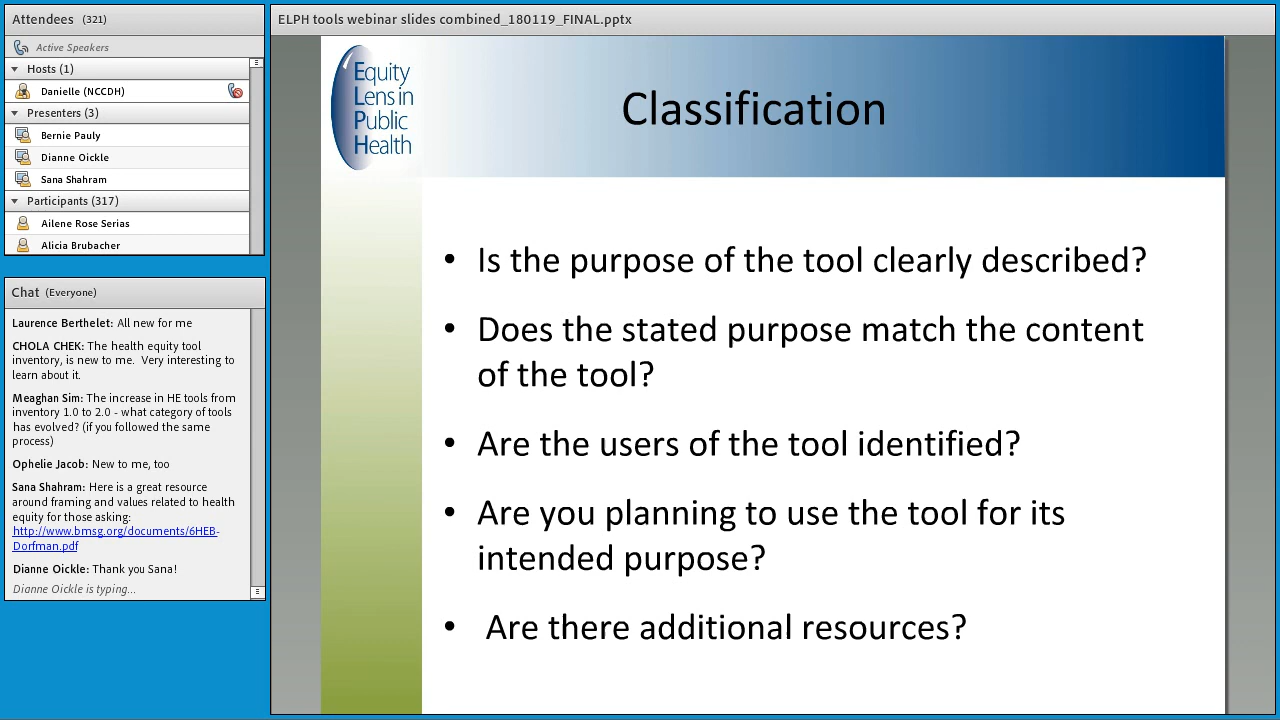 Attendees (321)
Active Speakers
Hosts (1)
Danielle (NCCDH)
Presenters (3)
Bernie Pauly
Dianne Oickle
Sana Shahram
Participants (317)
Ailene Rose Serias
Alicia Brubacher
Chat (Everyone)
Laurence Berthelet: All new for me
CHOLA CHEK: The health equity tool
inventory, is new to me. Very interesting to
learn about it.
Meaghan Sim: The increase in HE tools from
inventory 1.0 to 2.0 - what category of tools
has evolved? (if you followed the same
process)
Ophelie Jacob: New to me, too
Sana Shahram: Here is a great resource
around framing and values related to health
equity for those asking:
http://www.bmsg.org/documents/6HEB-
Dorfman.pdf
Dianne Oickle: Thank you Sana!
Dianne Oickle is typing...
ELPH tools webinar slides combined_180119_FINAL.pptx
Equity
Lens in
Public
Health
Classification
• Is the purpose of the tool clearly described?
• Does the stated purpose match the content
of the tool?
• Are the users of the tool identified?
• Are you planning to use the tool for its
intended purpose?
• Are there additional resources?